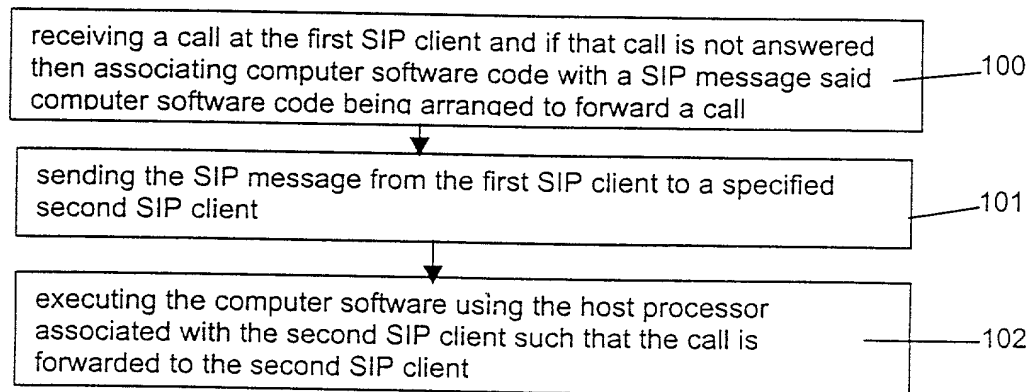 receiving a call at the first SIP client and if that call is not answered
then associating computer software code with a SIP message said
computer software code being arranged to forward a call
100
sending the SIP message from the first SIP client to a specified
second SIP client
101
executing the computer software using the host processor
associated with the second SIP client such that the call is
forwarded to the second SIP client
102